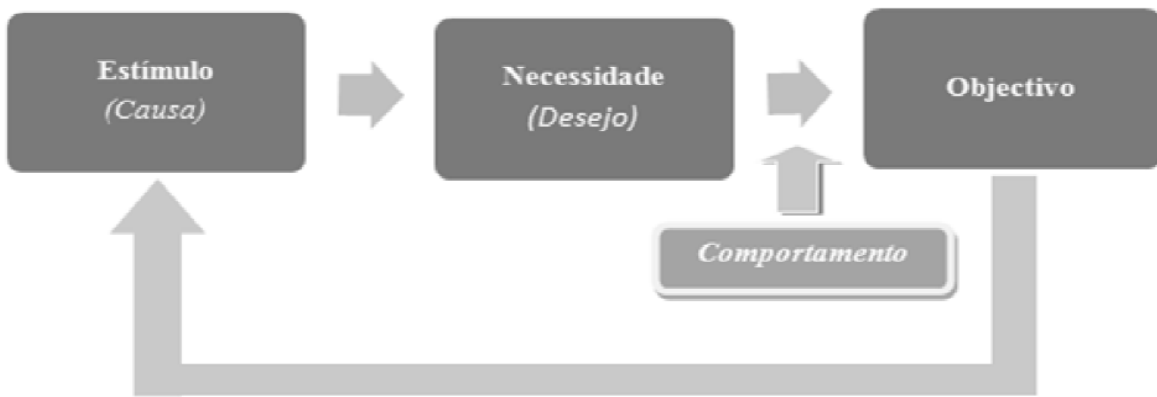 Estímulo
(Causa)
Necessidade
(Desejo)
Objectivo
Comportamento